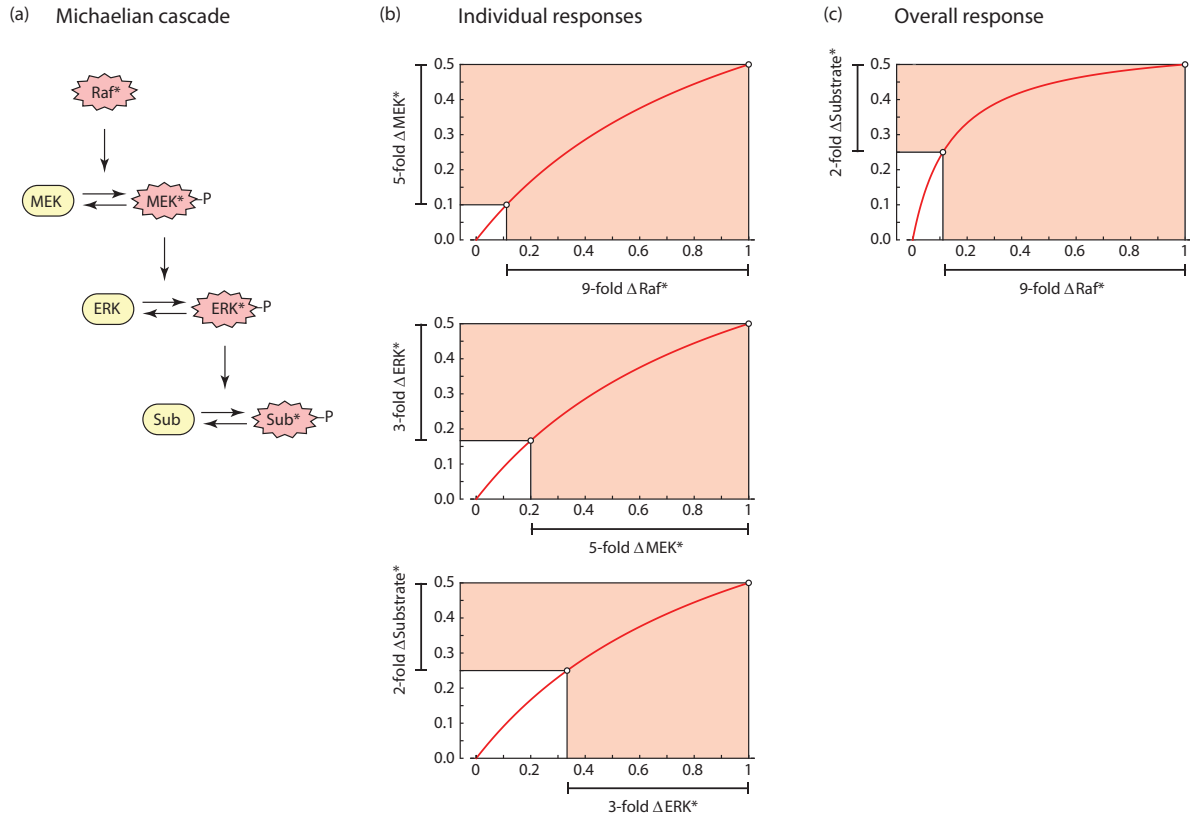 (a) Michaelian cascade
Raf*
MEK
MEK*
P
ERK
ERK*
P
Sub
Sub*
P
(b) Individual responses
5-fold ΔMEK*
0.5
0.4
0.3
0.2
0.1
0.0
0 0.2 0.4 0.6 0.8 1
9-fold ΔRaf*
3-fold ΔERK*
0.5
0.4
0.3
0.2
0.1
0.0
0 0.2 0.4 0.6 0.8 1
5-fold ΔMEK*
2-fold ΔSubstrate*
0.5
0.4
0.3
0.2
0.1
0.0
0 0.2 0.4 0.6 0.8 1
3-fold ΔERK*
(c) Overall response
2-fold ΔSubstrate*
0.5
0.4
0.3
0.2
0.1
0.0
0 0.2 0.4 0.6 0.8 1
9-fold ΔRaf*